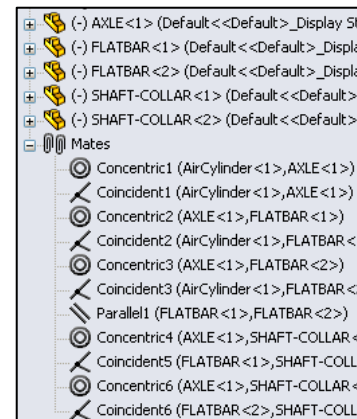 (-) AXLE<1> (Default<<Default>_Display St
(-) FLATBAR<1> (Default<<Default>_Displa
(-) FLATBAR<2> (Default<<Default>_Displa
(-) SHAFT-COLLAR<1> (Default<<Default>
(-) SHAFT-COLLAR<2> (Default<<Default>
Mates
Concentric1 (AirCylinder<1>,AXLE<1>)
Coincident1 (AirCylinder<1>,AXLE<1>)
Concentric2 (AXLE<1>,FLATBAR<1>)
Coincident2 (AirCylinder<1>,FLATBAR<
Concentric3 (AXLE<1>,FLATBAR<2>)
Coincident3 (AirCylinder<1>,FLATBAR<
Parallel1 (FLATBAR<1>,FLATBAR<2>)
Concentric4 (AXLE<1>,SHAFT-COLLAR<
Coincident5 (FLATBAR<1>,SHAFT-COLL
Concentric6 (AXLE<1>,SHAFT-COLLAR<
Coincident6 (FLATBAR<2>,SHAFT-COLL